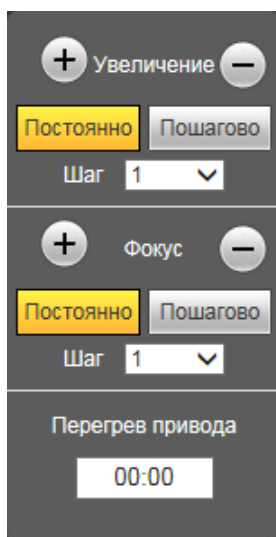 + Увеличение −
Постоянно Пошагово
Шаг 1
+ Фокус −
Постоянно Пошагово
Шаг 1
Перегрев привода
00:00